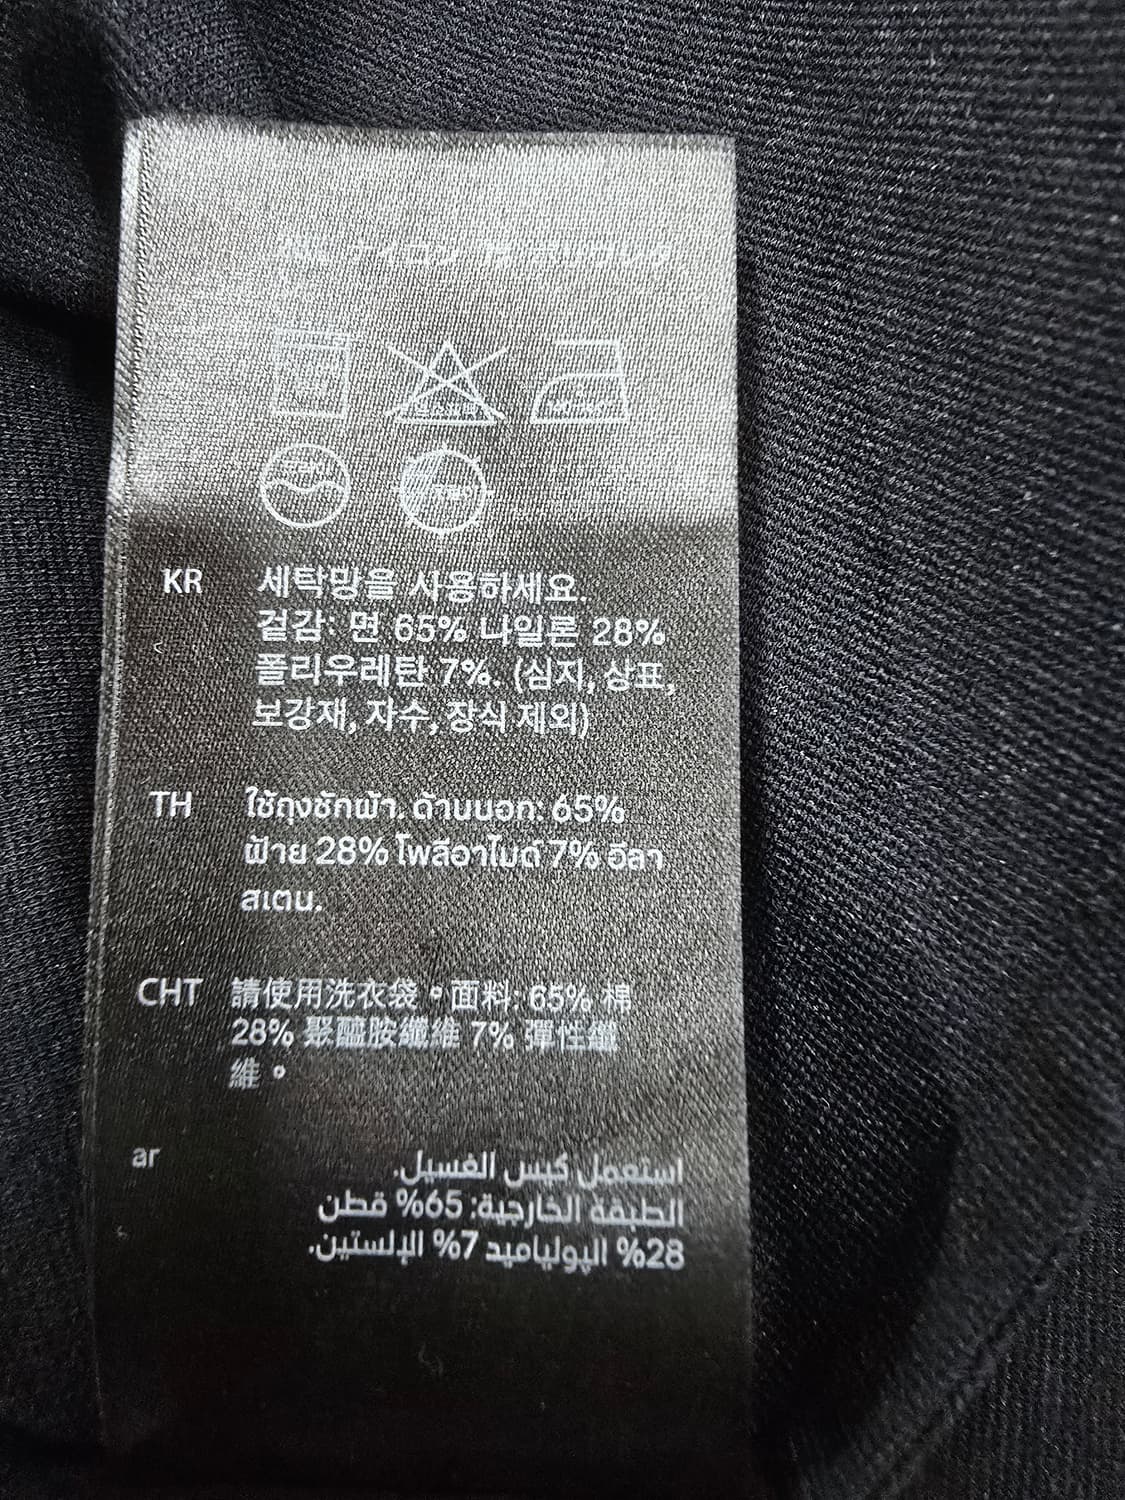 KR 세탁망을 사용하세요.
겉감: 면 65% 나일론 28%
폴리우레탄 7%. (심지, 상표,
보강재, 자수, 장식 제외)
TH ใช้ถุงซักผ้า. ด้านนอก: 65%
ฝ้าย 28% โพลีอาไมด์ 7% อีลา
สเตน.
CHT 請使用洗衣袋。面料: 65% 棉
28% 聚醯胺纖維 7% 彈性纖
維。
ar استعمل كيس الغسيل.
الطبقة الخارجية: 65% قطن
28% البولياميد 7% الإلستين.